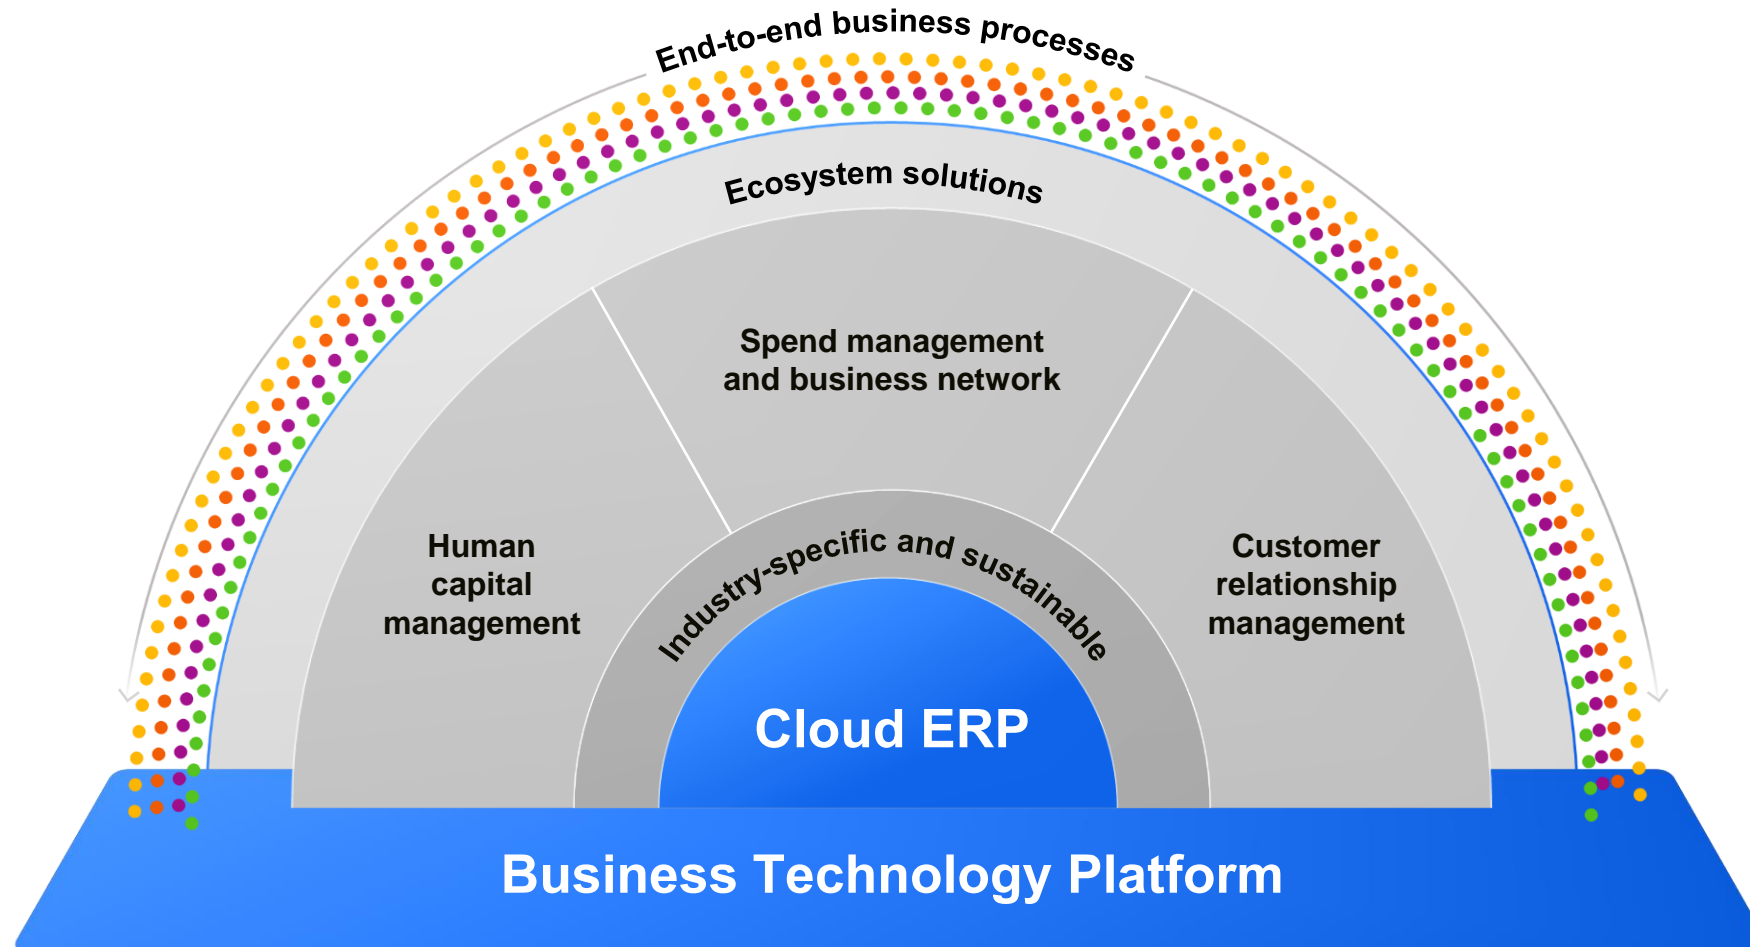 End-to-end business processes
Ecosystem solutions
Spend management
and business network
Human
capital
management
Customer
relationship
management
Industry-specific and sustainable
Cloud ERP
Business Technology Platform